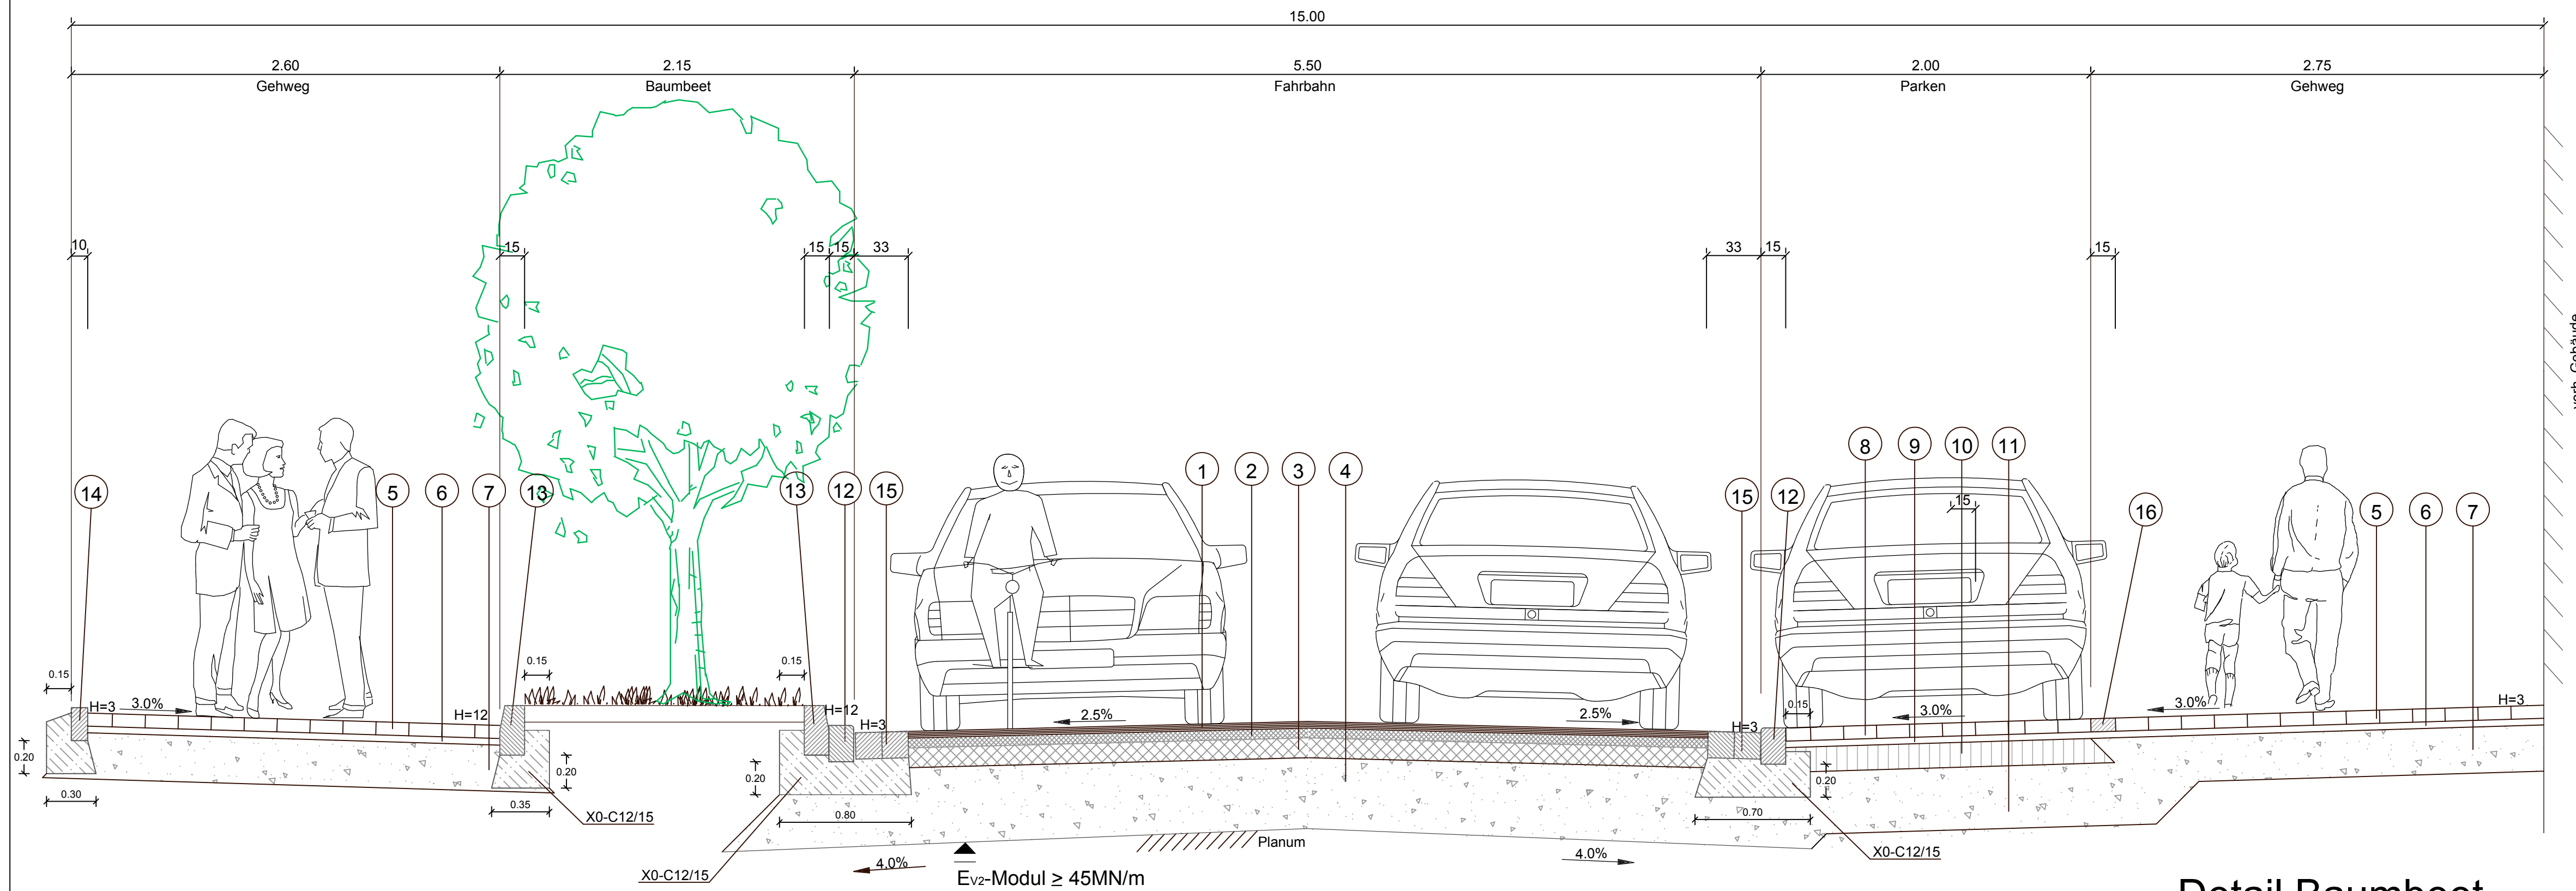 15.00
2.60 2.15 5.50 2.00 2.75
Gehweg Baumbeet Fahrbahn Parken Gehweg
10 15 15 15 33 33 15 15
vorh. Gebäude
8 9 10 11
1 2 3 4
14 5 6 7 13 13 12 15 15 12 15 16 5 6 7
0.15 0.15 0.15 0.15
H=3 3.0% H=12 H=12 H=3 2.5% 2.5% H=3 3.0% 3.0% H=3
0.20 0.20 0.20 0.20
0.30 0.35 0.80 0.70
X0-C12/15
Planum
4.0% 4.0% X0-C12/15
X0-C12/15 EV2-Modul ≥ 45MN/m
Detail Baumbeet